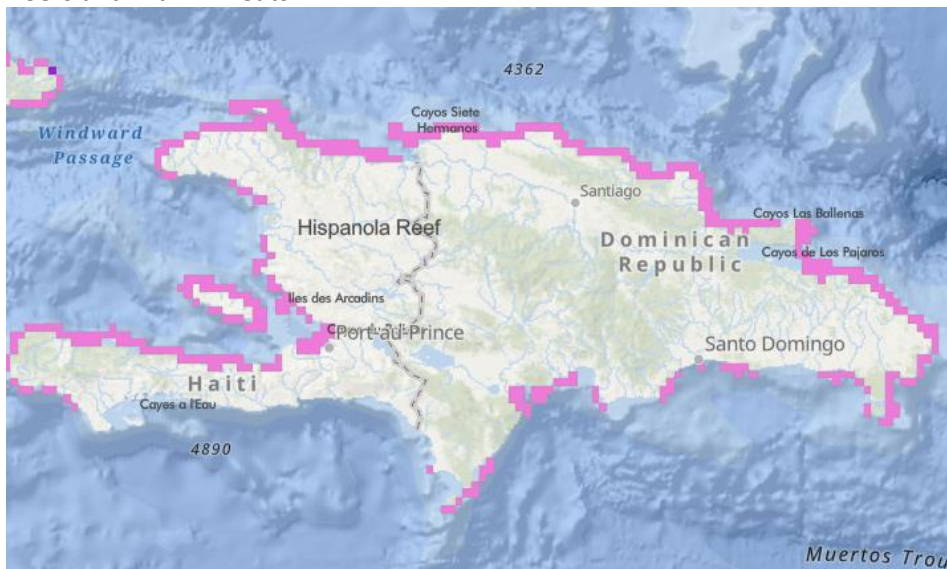 4362
Cayos Siete
Hermanos
Windward
Passage
Santiago
Cayos Las Ballenas
Hispanola Reef
Dominican
Republic
Cayos de Los Pajaros
Iles des Arcadins
Port-au-Prince
Santo Domingo
Haiti
Cayes a l'Eau
4890
Muertos Trou